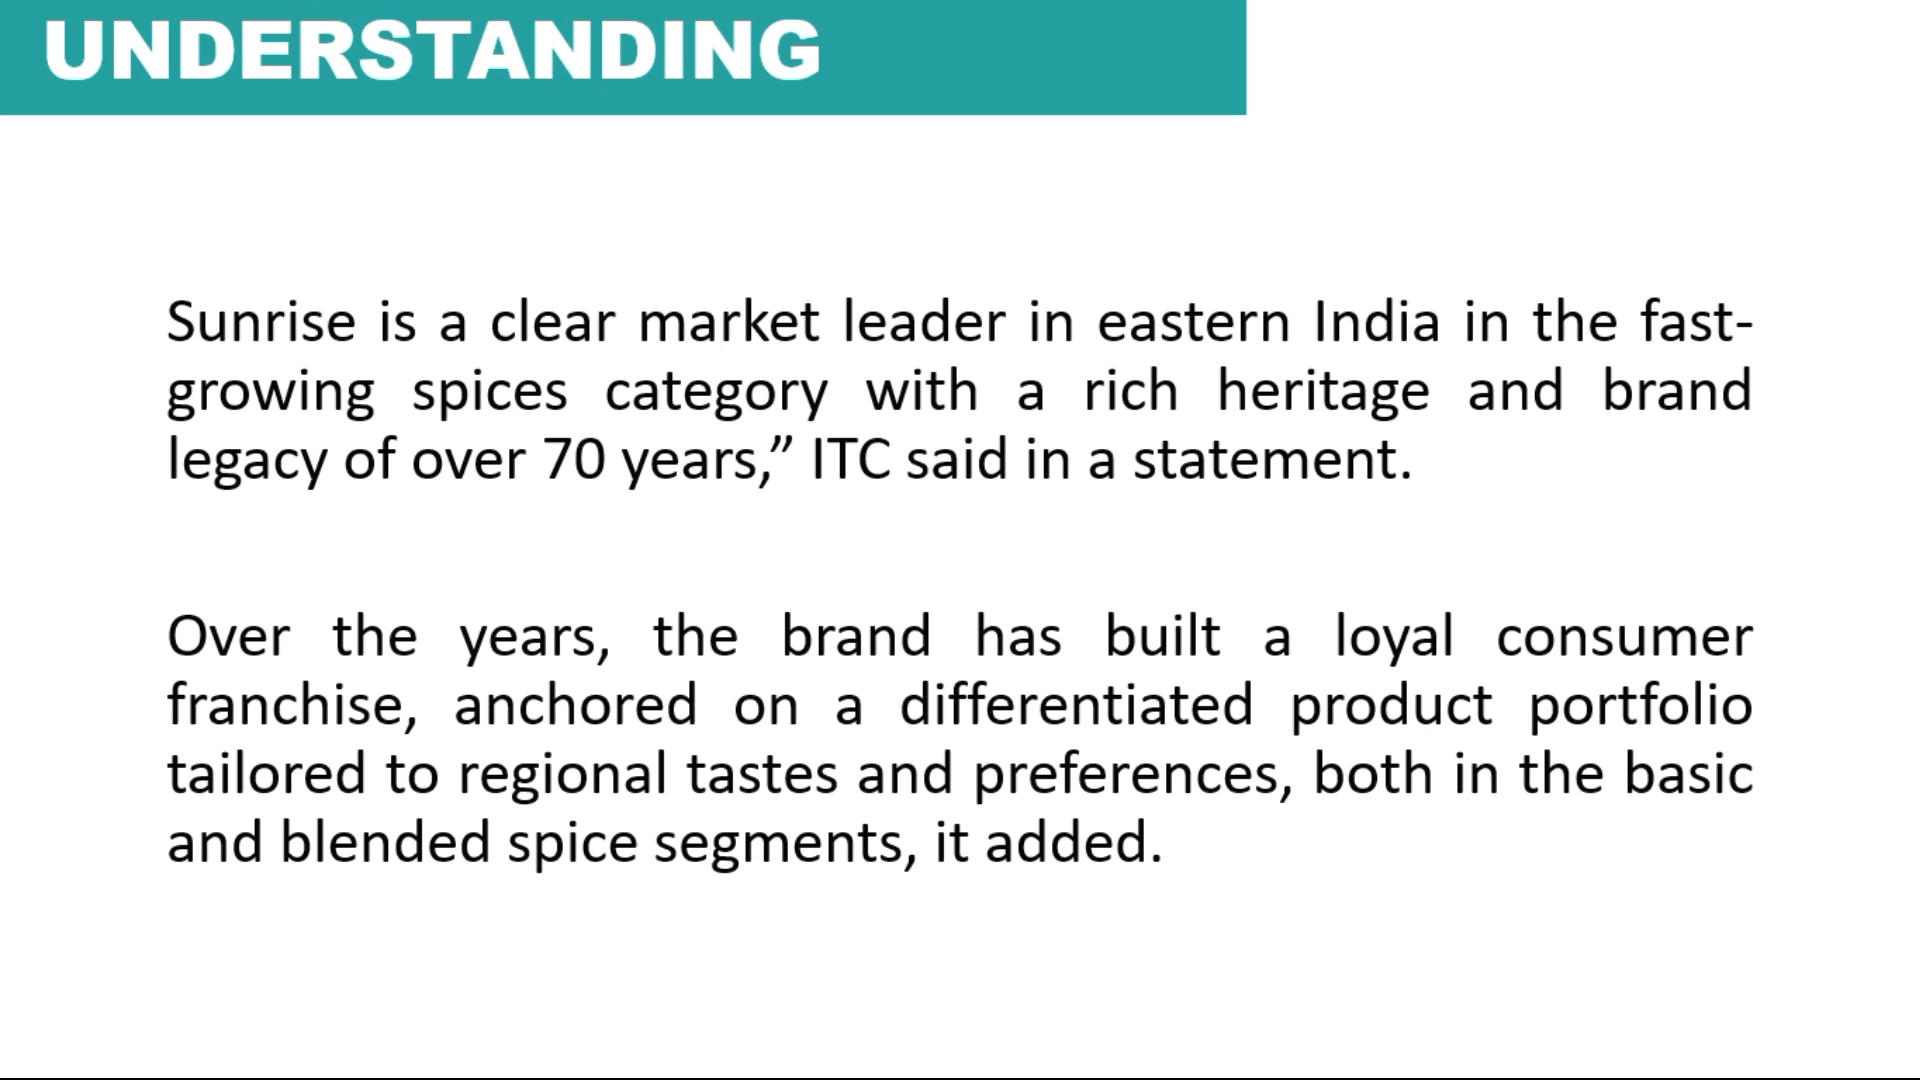 UNDERSTANDING
Sunrise is a clear market leader in eastern India in the fast-
growing spices category with a rich heritage and brand
legacy of over 70 years,” ITC said in a statement.
Over the years, the brand has built a loyal consumer
franchise, anchored on a differentiated product portfolio
tailored to regional tastes and preferences, both in the basic
and blended spice segments, it added.